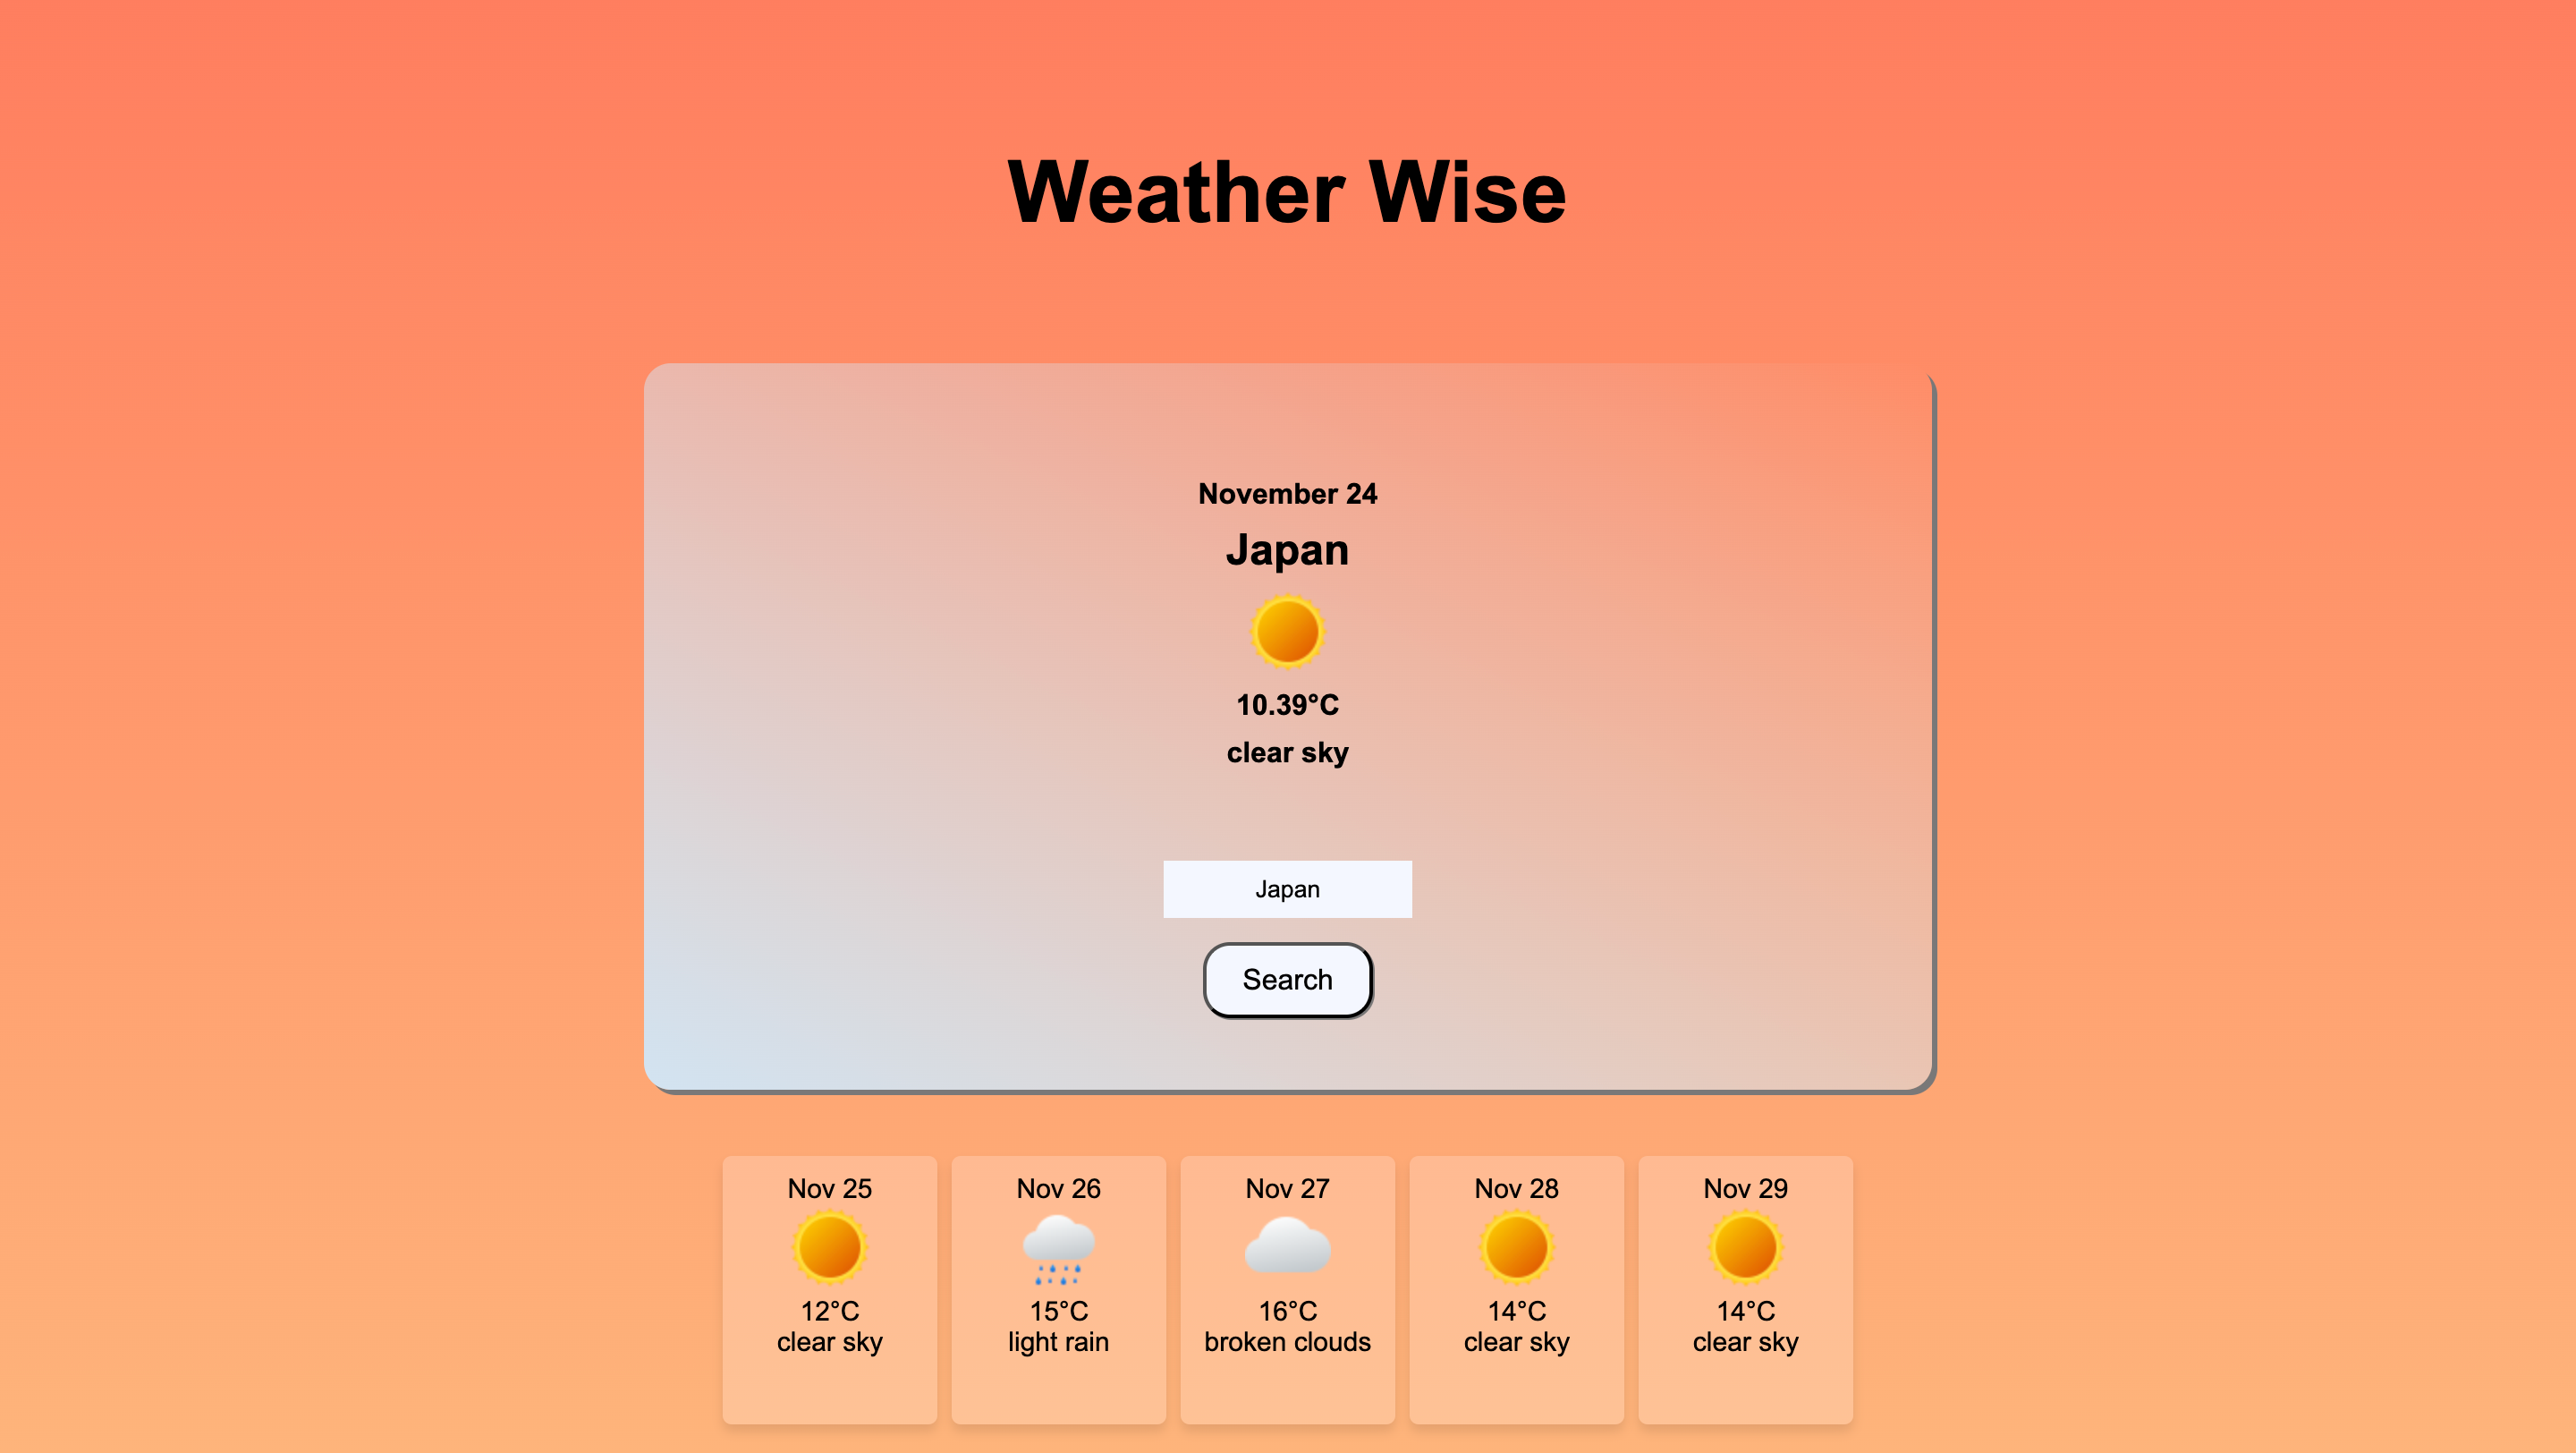 Weather Wise
November 24
Japan
10.39°C
clear sky
Japan
Search
Nov 25
12°C
clear sky
Nov 26
15°C
light rain
Nov 27
16°C
broken clouds
Nov 28
14°C
clear sky
Nov 29
14°C
clear sky